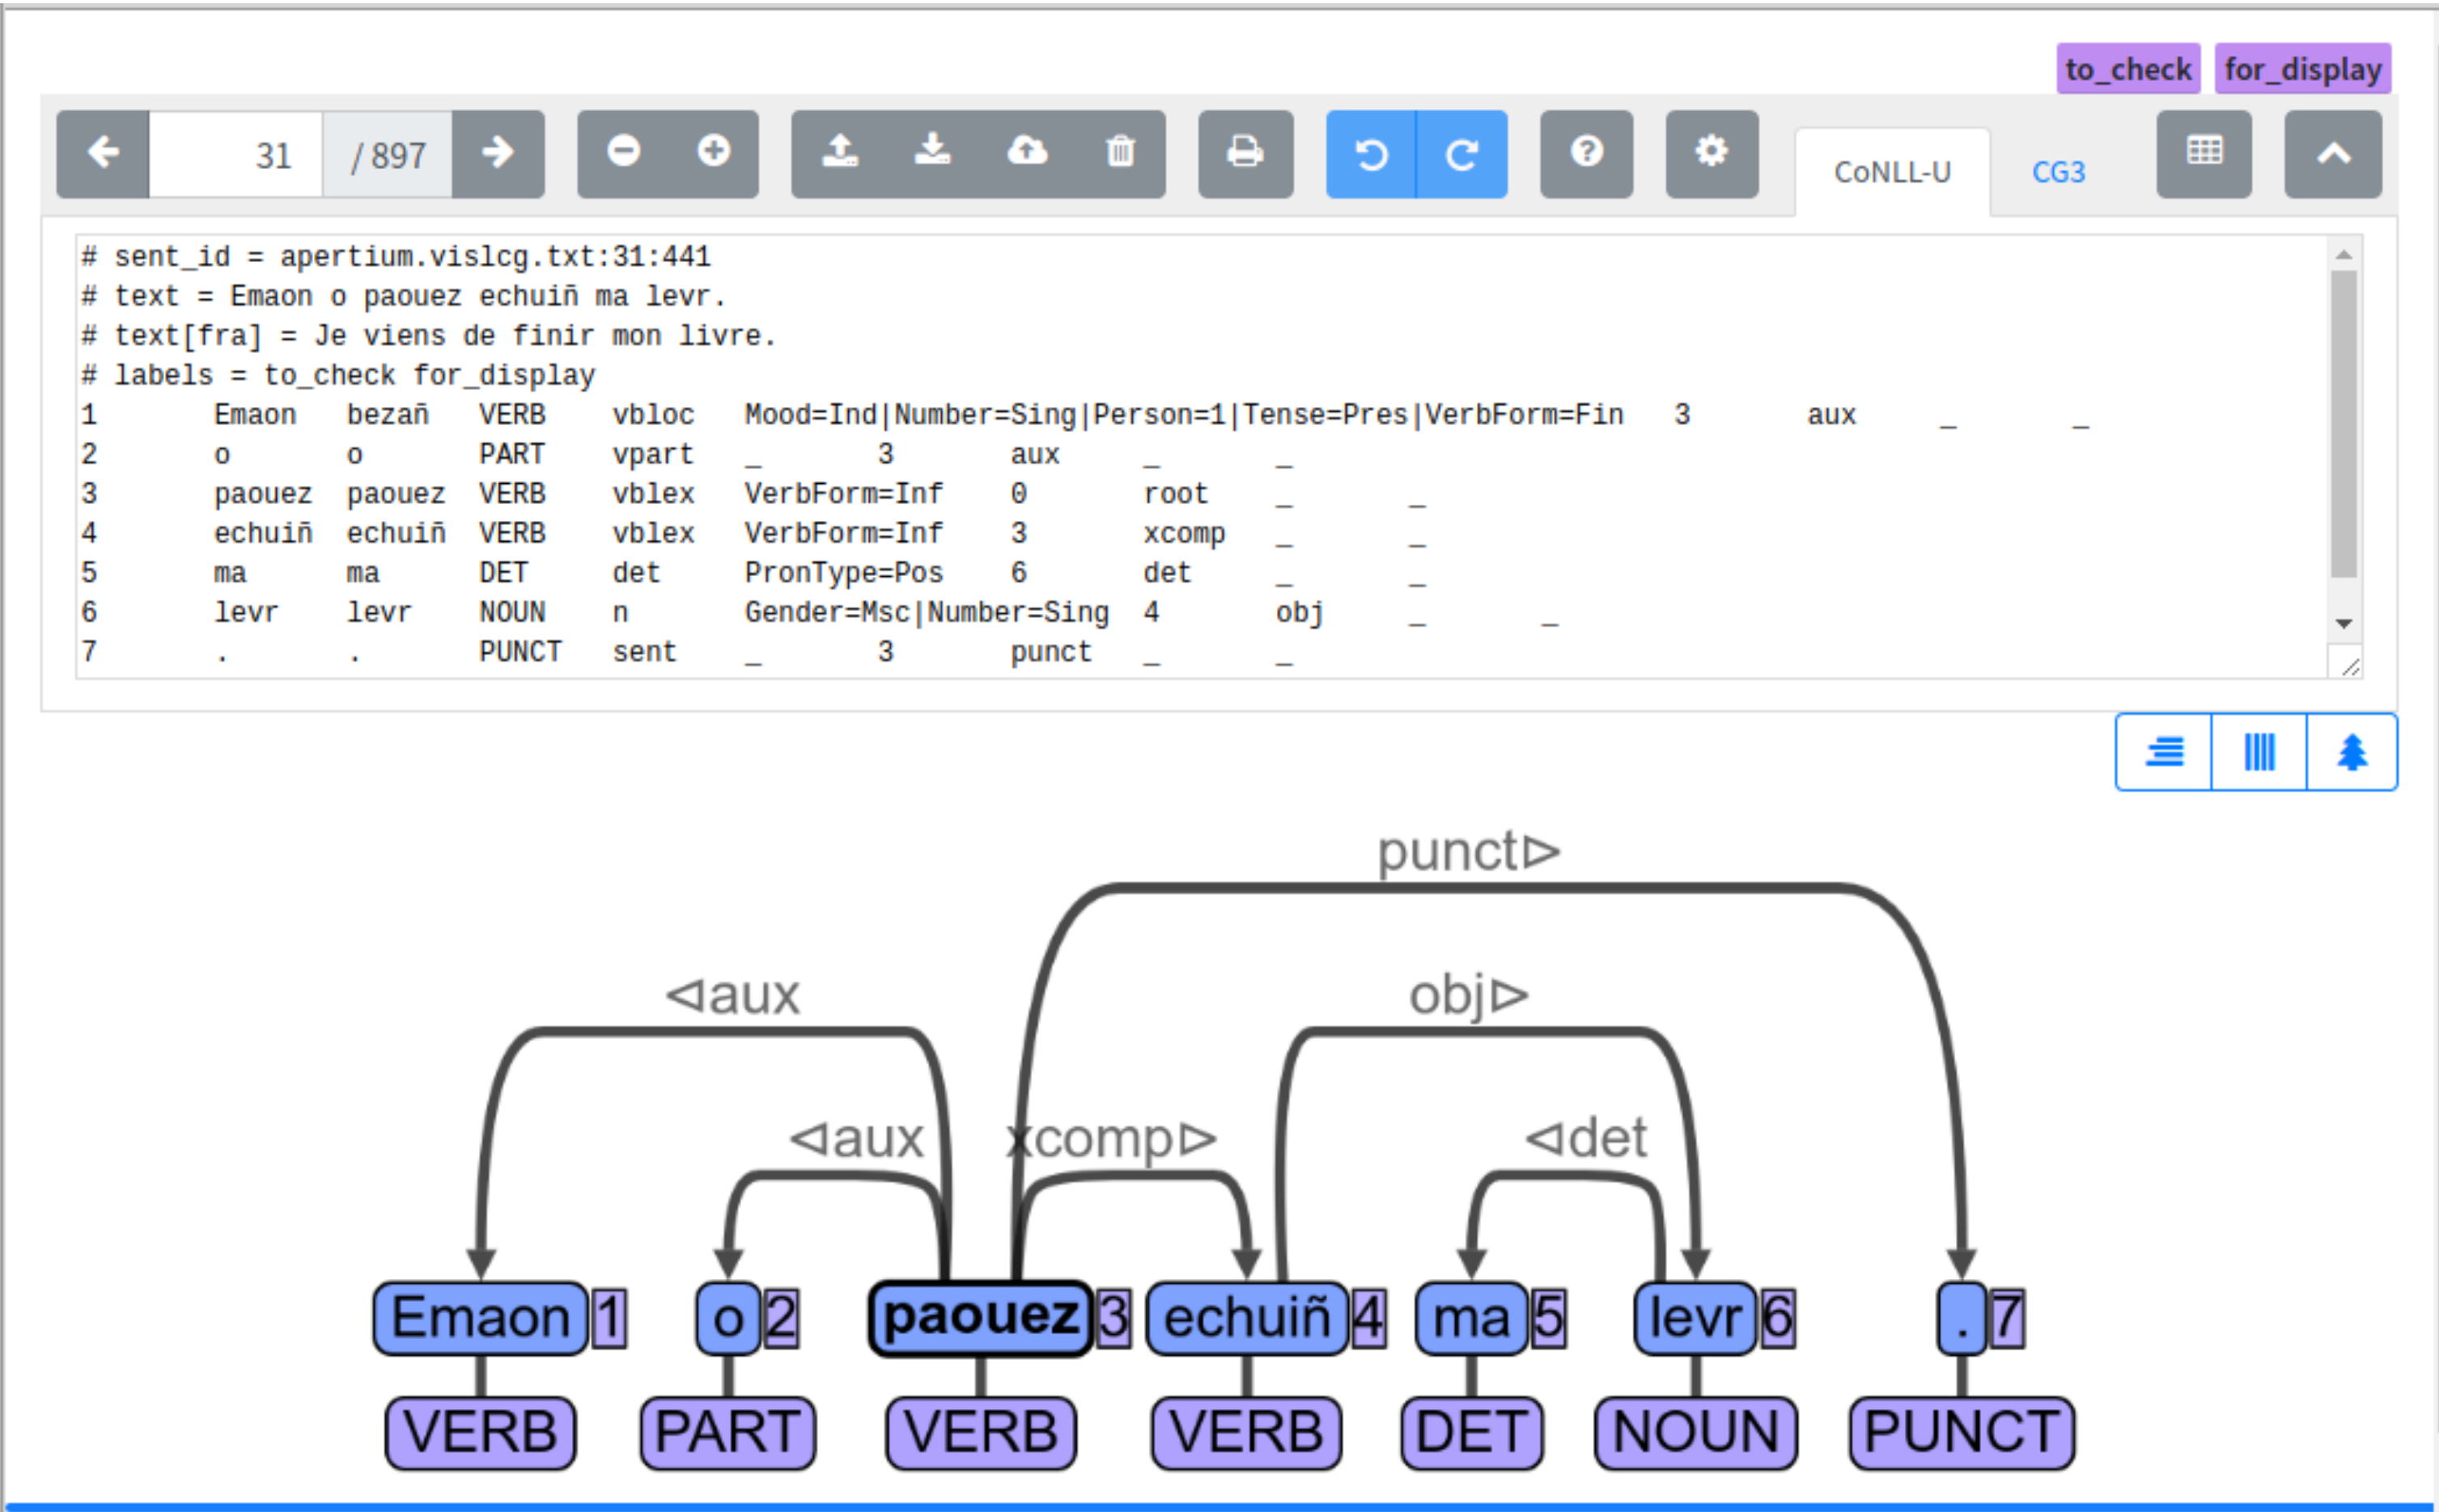 to_check for_display
31 / 897 CoNLL-U CG3
# sent_id = apertium.vislcg.txt:31:441
# text = Emaon o paouez echuiñ ma levr.
# text[fra] = Je viens de finir mon livre.
# labels = to_check for_display
1 Emaon bezañ VERB vbloc Mood=Ind|Number=Sing|Person=1|Tense=Pres|VerbForm=Fin 3 aux _ _
2 o o PART vpart _ 3 aux _ _
3 paouez paouez VERB vblex VerbForm=Inf 0 root _ _
4 echuiñ echuiñ VERB vblex VerbForm=Inf 3 xcomp _ _
5 ma ma DET det PronType=Pos 6 det _ _
6 levr levr NOUN n Gender=Msc|Number=Sing 4 obj _ _
7 . . PUNCT sent _ 3 punct _ _
punct⊳
⊲aux obj⊳
⊲aux xcomp⊳ ⊲det
Emaon 1 o 2 paouez 3 echuiñ 4 ma 5 levr 6 . 7
VERB PART VERB VERB DET NOUN PUNCT